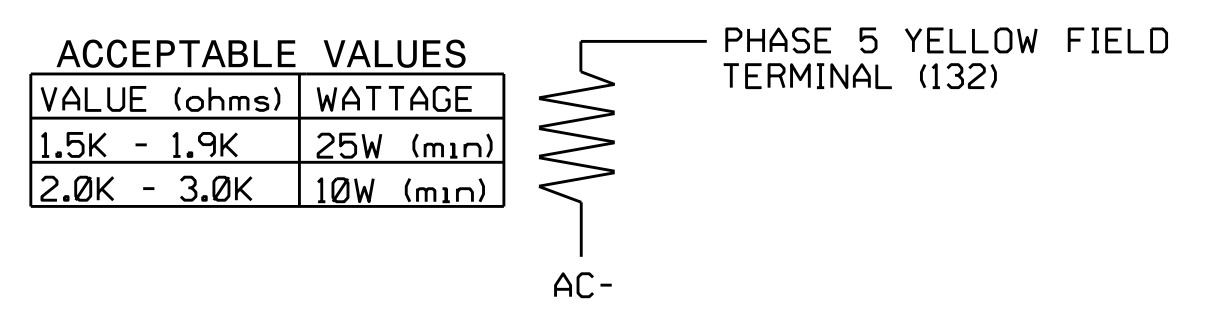 ACCEPTABLE VALUES
VALUE (ohms) WATTAGE
1.5K - 1.9K 25W (min)
2.0K - 3.0K 10W (min)
PHASE 5 YELLOW FIELD
TERMINAL (132)
AC-